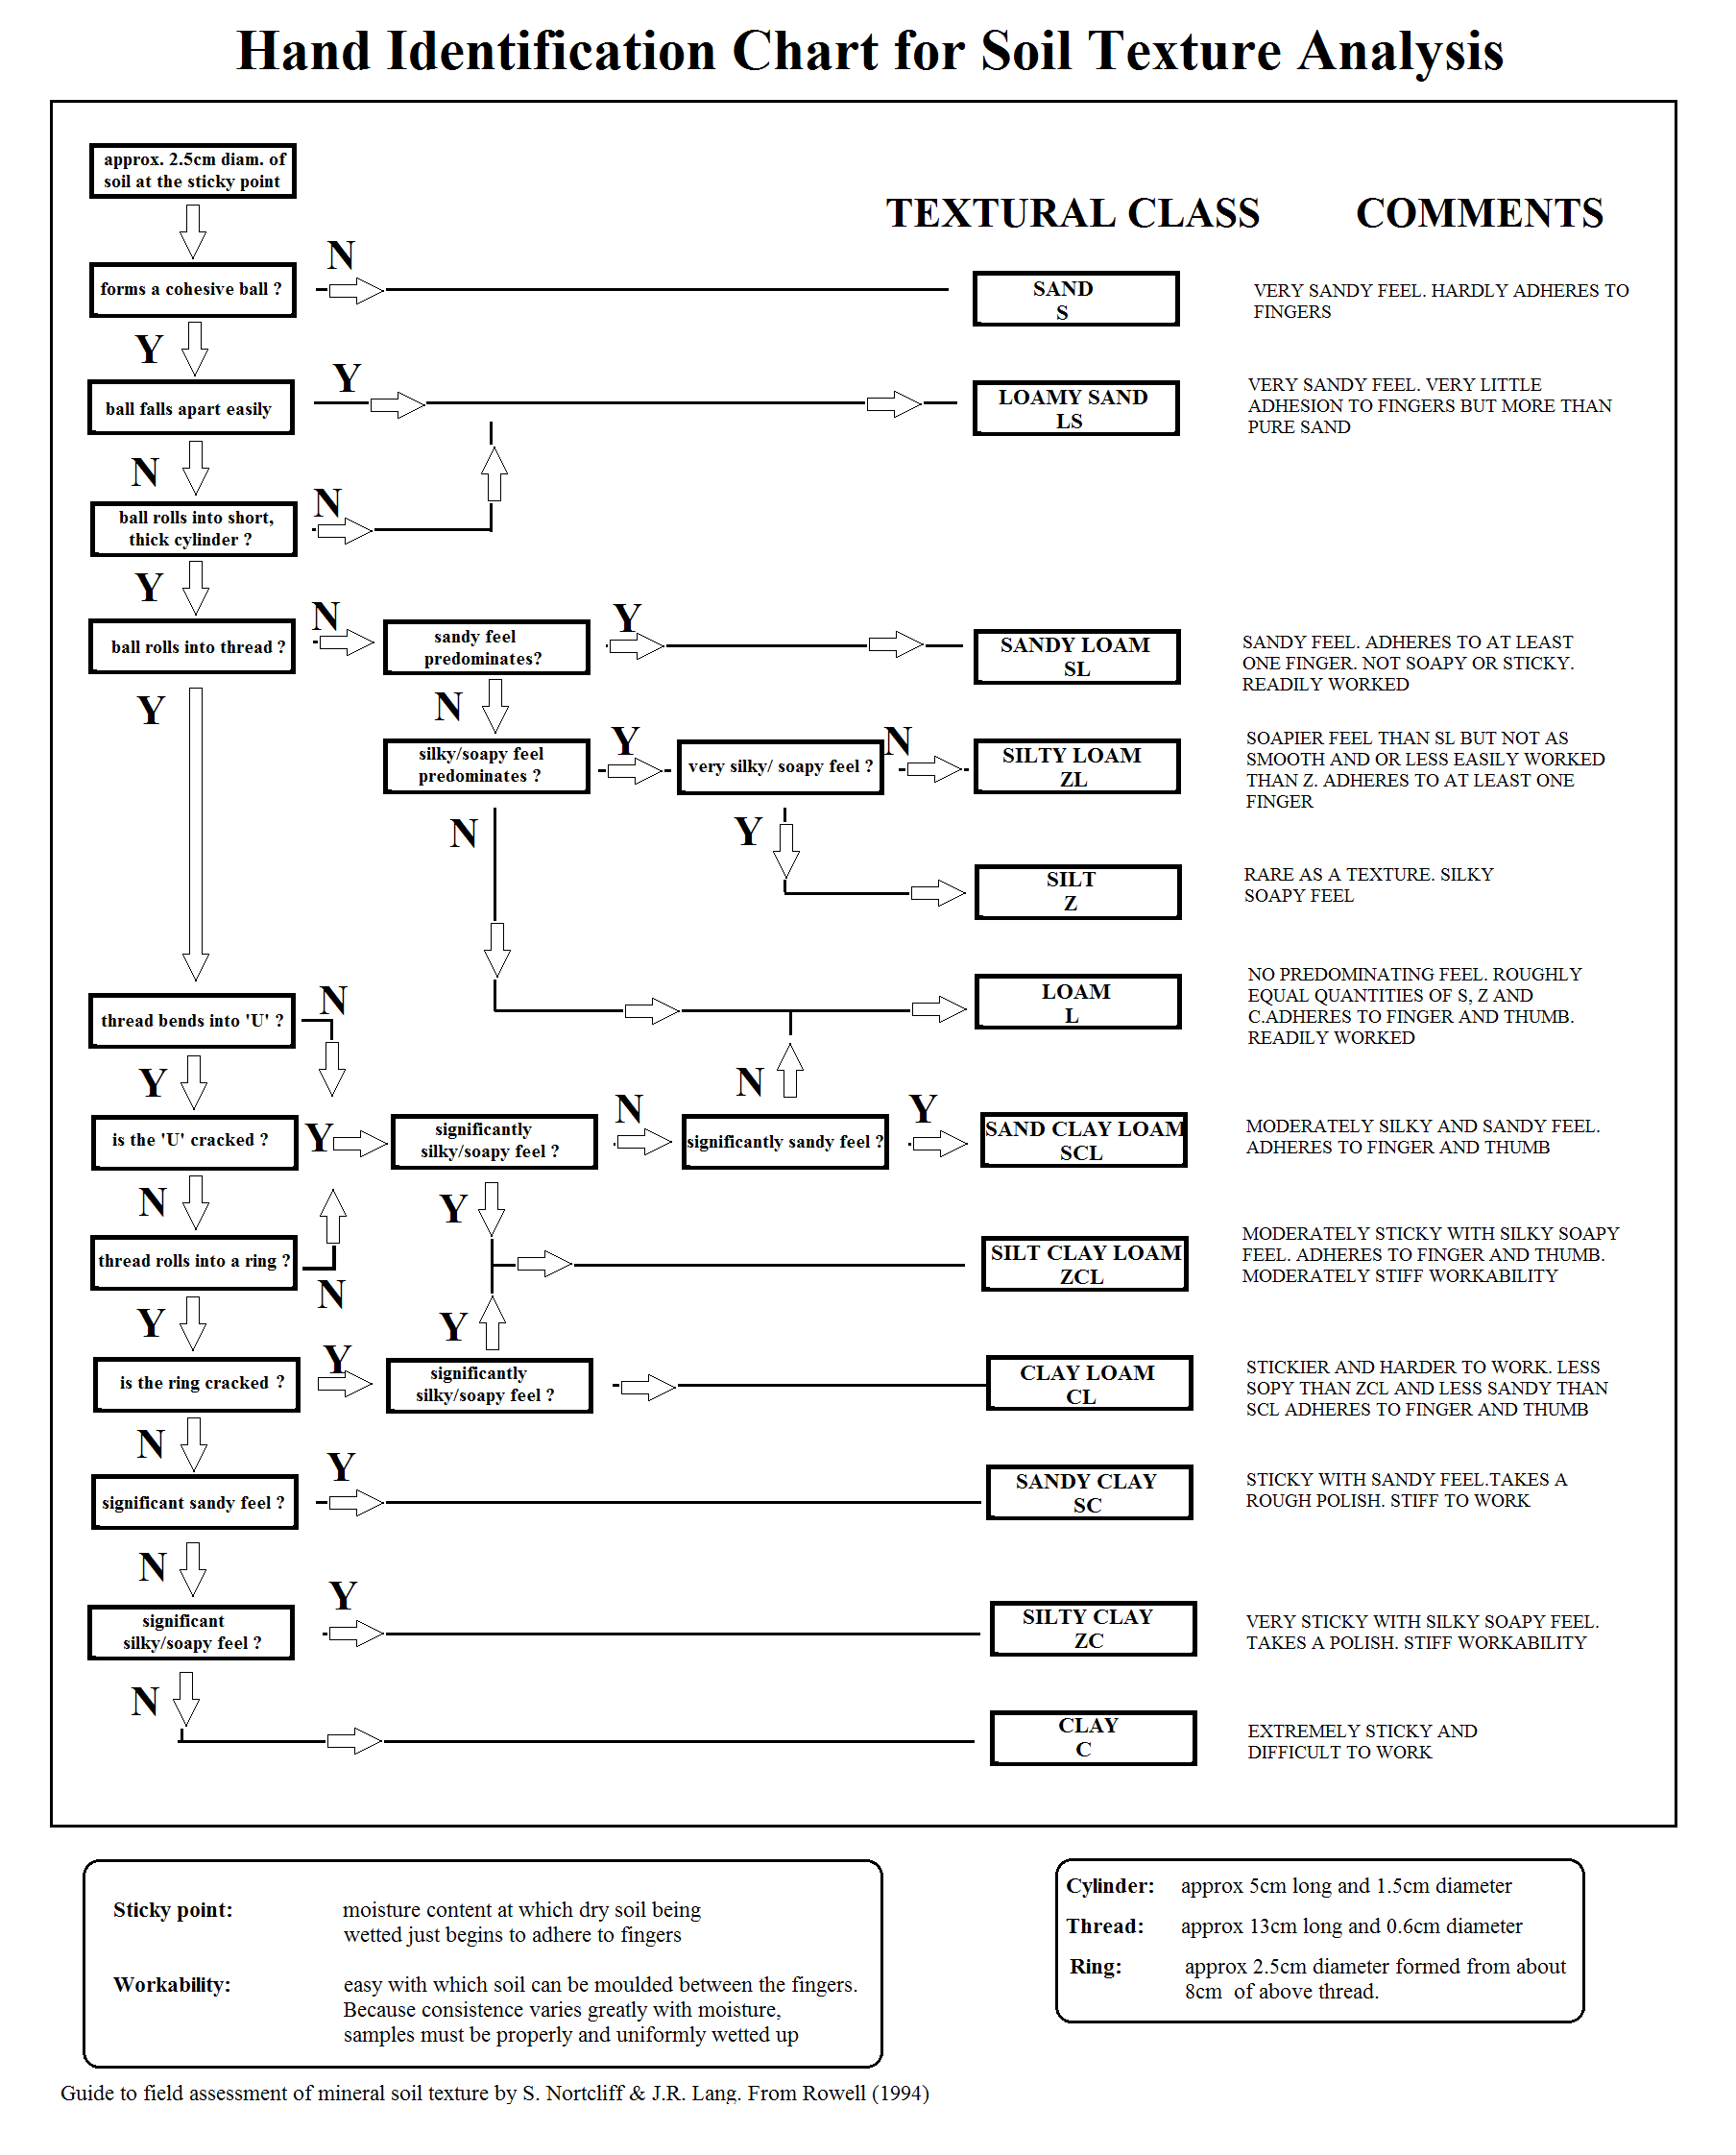 Hand Identification Chart for Soil Texture Analysis
approx. 2.5cm diam. of
soil at the sticky point
TEXTURAL CLASS
COMMENTS
forms a cohesive ball ?
N
SAND
S
VERY SANDY FEEL. HARDLY ADHERES TO
FINGERS
Y
ball falls apart easily
Y
LOAMY SAND
LS
VERY SANDY FEEL. VERY LITTLE
ADHESION TO FINGERS BUT MORE THAN
PURE SAND
N
ball rolls into short,
thick cylinder ?
N
Y
ball rolls into thread ?
N
sandy feel
predominates?
Y
SANDY LOAM
SL
SANDY FEEL. ADHERES TO AT LEAST
ONE FINGER. NOT SOAPY OR STICKY.
READILY WORKED
Y
N
silky/soapy feel
predominates ?
Y
very silky/ soapy feel ?
N
SILTY LOAM
ZL
SOAPIER FEEL THAN SL BUT NOT AS
SMOOTH AND OR LESS EASILY WORKED
THAN Z. ADHERES TO AT LEAST ONE
FINGER
N
Y
SILT
Z
RARE AS A TEXTURE. SILKY
SOAPY FEEL
LOAM
L
NO PREDOMINATING FEEL. ROUGHLY
EQUAL QUANTITIES OF S, Z AND
C.ADHERES TO FINGER AND THUMB.
READILY WORKED
thread bends into 'U' ?
N
Y
N
is the 'U' cracked ?
Y
significantly
silky/soapy feel ?
N
significantly sandy feel ?
Y
SAND CLAY LOAM
SCL
MODERATELY SILKY AND SANDY FEEL.
ADHERES TO FINGER AND THUMB
N
Y
thread rolls into a ring ?
N
SILT CLAY LOAM
ZCL
MODERATELY STICKY WITH SILKY SOAPY
FEEL. ADHERES TO FINGER AND THUMB.
MODERATELY STIFF WORKABILITY
Y
Y
is the ring cracked ?
Y
significantly
silky/soapy feel ?
CLAY LOAM
CL
STICKIER AND HARDER TO WORK. LESS
SOPY THAN ZCL AND LESS SANDY THAN
SCL ADHERES TO FINGER AND THUMB
N
significant sandy feel ?
Y
SANDY CLAY
SC
STICKY WITH SANDY FEEL.TAKES A
ROUGH POLISH. STIFF TO WORK
N
significant
silky/soapy feel ?
Y
SILTY CLAY
ZC
VERY STICKY WITH SILKY SOAPY FEEL.
TAKES A POLISH. STIFF WORKABILITY
N
CLAY
C
EXTREMELY STICKY AND
DIFFICULT TO WORK
Sticky point: moisture content at which dry soil being
wetted just begins to adhere to fingers
Workability: easy with which soil can be moulded between the fingers.
Because consistence varies greatly with moisture,
samples must be properly and uniformly wetted up
Cylinder: approx 5cm long and 1.5cm diameter
Thread: approx 13cm long and 0.6cm diameter
Ring: approx 2.5cm diameter formed from about
8cm of above thread.
Guide to field assessment of mineral soil texture by S. Nortcliff & J.R. Lang. From Rowell (1994)